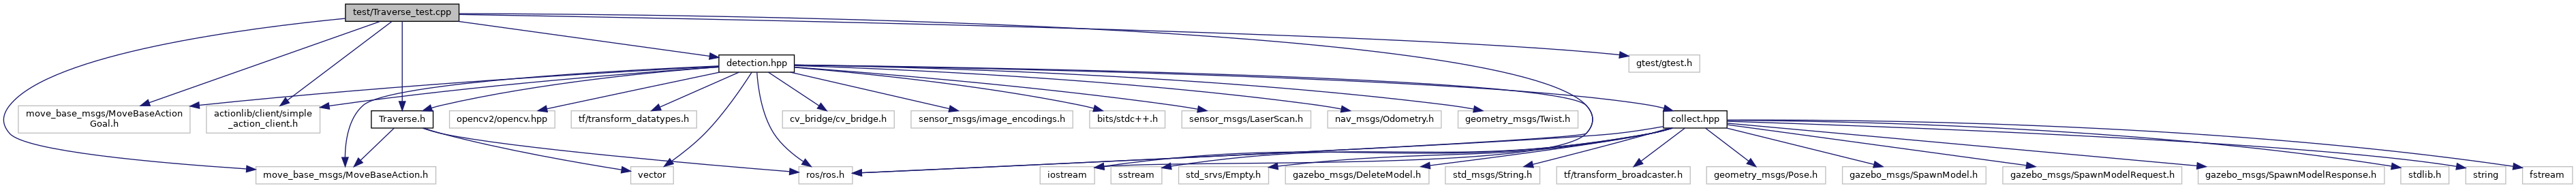 test/Traverse_test.cpp
detection.hpp
gtest/gtest.h
move_base_msgs/MoveBaseAction
Goal.h
actionlib/client/simple
_action_client.h
Traverse.h
opencv2/opencv.hpp
tf/transform_datatypes.h
cv_bridge/cv_bridge.h
sensor_msgs/image_encodings.h
bits/stdc++.h
sensor_msgs/LaserScan.h
nav_msgs/Odometry.h
geometry_msgs/Twist.h
collect.hpp
move_base_msgs/MoveBaseAction.h
vector
ros/ros.h
iostream
sstream
std_srvs/Empty.h
gazebo_msgs/DeleteModel.h
std_msgs/String.h
tf/transform_broadcaster.h
geometry_msgs/Pose.h
gazebo_msgs/SpawnModel.h
gazebo_msgs/SpawnModelRequest.h
gazebo_msgs/SpawnModelResponse.h
stdlib.h
string
fstream